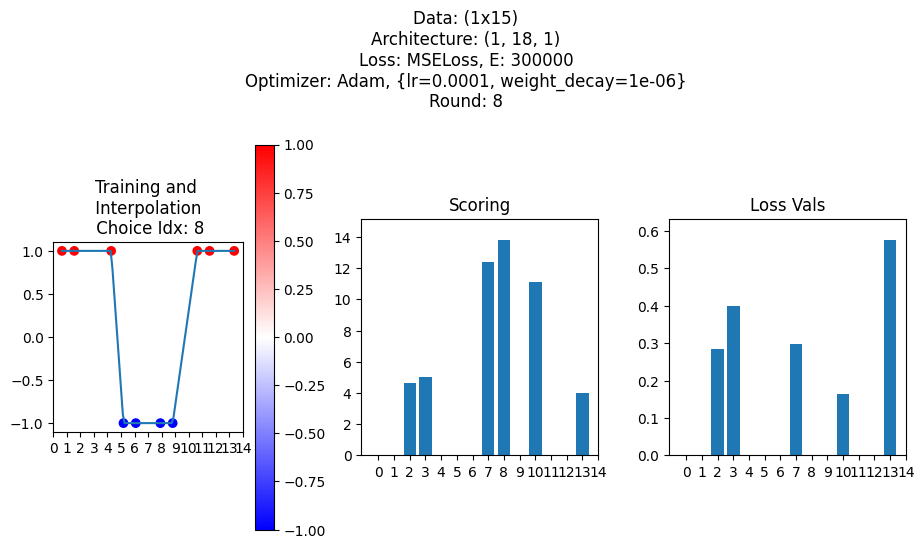 Data: (1x15)
Architecture: (1, 18, 1)
Loss: MSELoss, E: 300000
Optimizer: Adam, {lr=0.0001, weight_decay=1e-06}
Round: 8
Training and
Interpolation
Choice Idx: 8
1.0
0.5
0.0
−0.5
−1.0
0 1 2 3 4 5 6 7 8 9 10 11 12 13 14
1.00
0.75
0.50
0.25
0.00
−0.25
−0.50
−0.75
−1.00
Scoring
14
12
10
8
6
4
2
0
0 1 2 3 4 5 6 7 8 9 10 11 12 13 14
Loss Vals
0.6
0.5
0.4
0.3
0.2
0.1
0.0
0 1 2 3 4 5 6 7 8 9 10 11 12 13 14